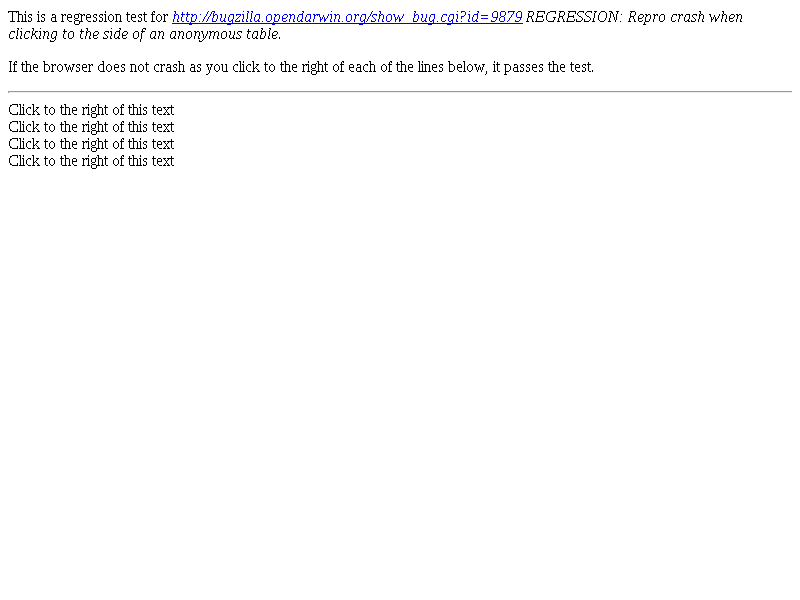 This is a regression test for http://bugzilla.opendarwin.org/show_bug.cgi?id=9879 REGRESSION: Repro crash when
clicking to the side of an anonymous table.
If the browser does not crash as you click to the right of each of the lines below, it passes the test.
Click to the right of this text
Click to the right of this text
Click to the right of this text
Click to the right of this text